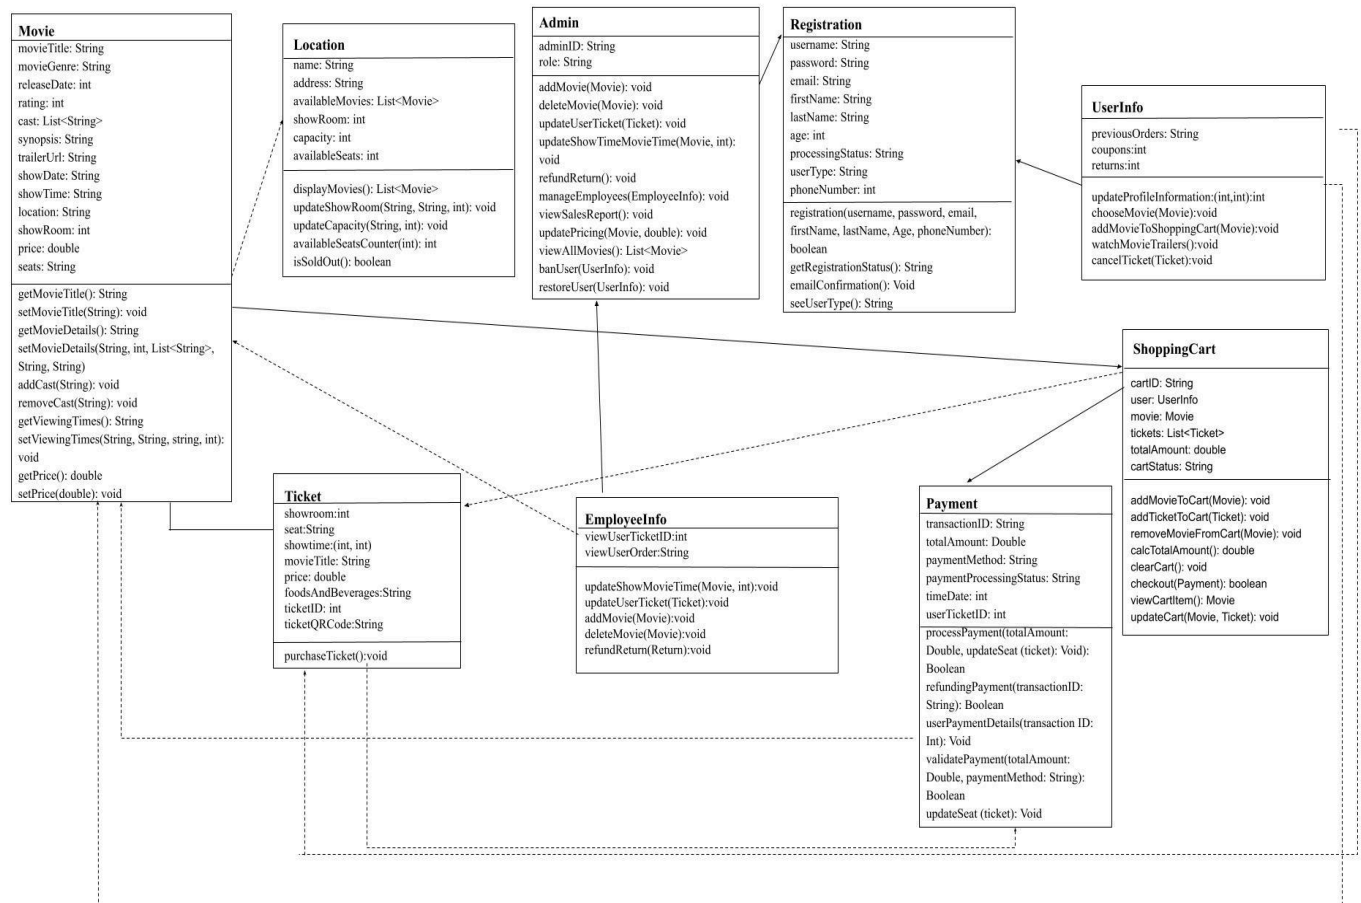 Movie
movieTitle: String
movieGenre: String
releaseDate: int
rating: int
cast: List<String>
synopsis: String
trailerUrl: String
showDate: String
showTime: String
location: String
showRoom: int
price: double
seats: String
getMovieTitle(): String
setMovieTitle(String): void
getMovieDetails(): String
setMovieDetails(String, int, List<String>,
String, String)
addCast(String): void
removeCast(String): void
getViewingTimes(): String
setViewingTimes(String, String, string, int):
void
getPrice(): double
setPrice(double): void
Location
name: String
address: String
availableMovies: List<Movie>
showRoom: int
capacity: int
availableSeats: int
displayMovies(): List<Movie>
updateShowRoom(String, String, int): void
updateCapacity(String, int): void
availableSeatsCounter(int): int
isSoldOut(): boolean
Admin
adminID: String
role: String
addMovie(Movie): void
deleteMovie(Movie): void
updateUserTicket(Ticket): void
updateShowTimeMovieTime(Movie, int):
void
refundReturn(): void
manageEmployees(EmployeeInfo): void
viewSalesReport(): void
updatePricing(Movie, double): void
viewAllMovies(): List<Movie>
banUser(UserInfo): void
restoreUser(UserInfo): void
Registration
username: String
password: String
email: String
firstName: String
lastName: String
age: int
processingStatus: String
userType: String
phoneNumber: int
registration(username, password, email,
firstName, lastName, Age, phoneNumber):
boolean
getRegistrationStatus(): String
emailConfirmation(): Void
seeUserType(): String
UserInfo
previousOrders: String
coupons:int
returns:int
updateProfileInformation:(int,int):int
chooseMovie(Movie):void
addMovieToShoppingCart(Movie):void
watchMovieTrailers():void
cancelTicket(Ticket):void
ShoppingCart
cartID: String
user: UserInfo
movie: Movie
tickets: List<Ticket>
totalAmount: double
cartStatus: String
addMovieToCart(Movie): void
addTicketToCart(Ticket): void
removeMovieFromCart(Movie): void
calcTotalAmount(): double
clearCart(): void
checkout(Payment): boolean
viewCartItem(): Movie
updateCart(Movie, Ticket): void
Ticket
showroom:int
seat:String
showtime:(int, int)
movieTitle: String
price: double
foodsAndBeverages:String
ticketID: int
ticketQRCode:String
purchaseTicket():void
EmployeeInfo
viewUserTicketID:int
viewUserOrder:String
updateShowMovieTime(Movie, int):void
updateUserTicket(Ticket):void
addMovie(Movie):void
deleteMovie(Movie):void
refundReturn(Return):void
Payment
transactionID: String
totalAmount: Double
paymentMethod: String
paymentProcessingStatus: String
timeDate: int
userTicketID: int
processPayment(totalAmount:
Double, updateSeat (ticket): Void):
Boolean
refundingPayment(transactionID:
String): Boolean
userPaymentDetails(transaction ID:
Int): Void
validatePayment(totalAmount:
Double, paymentMethod: String):
Boolean
updateSeat (ticket): Void